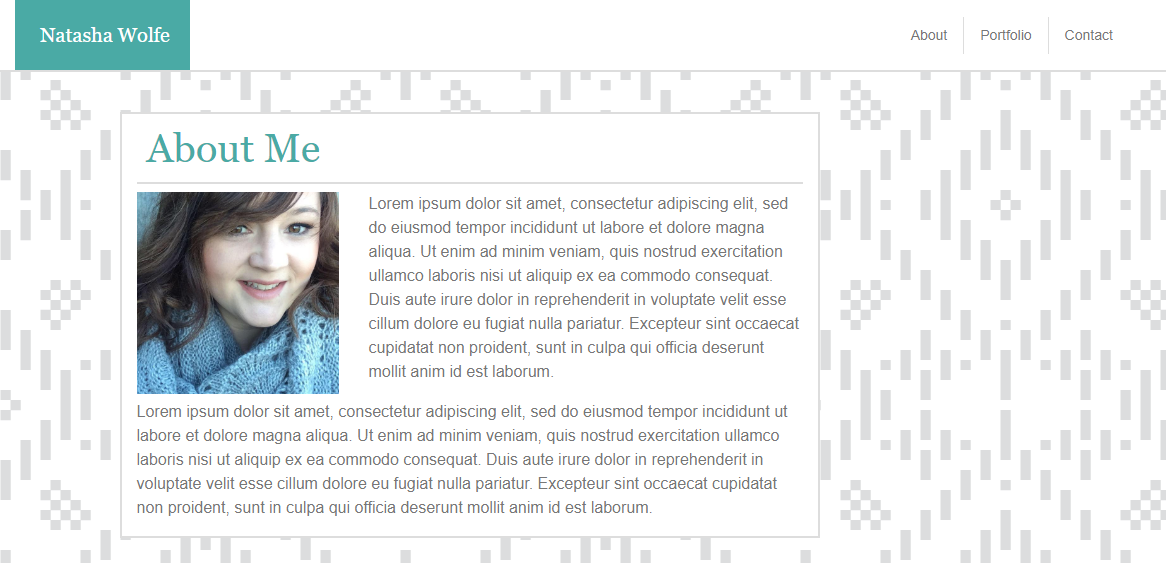 Natasha Wolfe
About
Portfolio
Contact
About Me
Lorem ipsum dolor sit amet, consectetur adipiscing elit, sed
do eiusmod tempor incididunt ut labore et dolore magna
aliqua. Ut enim ad minim veniam, quis nostrud exercitation
ullamco laboris nisi ut aliquip ex ea commodo consequat.
Duis aute irure dolor in reprehenderit in voluptate velit esse
cillum dolore eu fugiat nulla pariatur. Excepteur sint occaecat
cupidatat non proident, sunt in culpa qui officia deserunt
mollit anim id est laborum.
Lorem ipsum dolor sit amet, consectetur adipiscing elit, sed do eiusmod tempor incididunt ut
labore et dolore magna aliqua. Ut enim ad minim veniam, quis nostrud exercitation ullamco
laboris nisi ut aliquip ex ea commodo consequat. Duis aute irure dolor in reprehenderit in
voluptate velit esse cillum dolore eu fugiat nulla pariatur. Excepteur sint occaecat cupidatat
non proident, sunt in culpa qui officia deserunt mollit anim id est laborum.